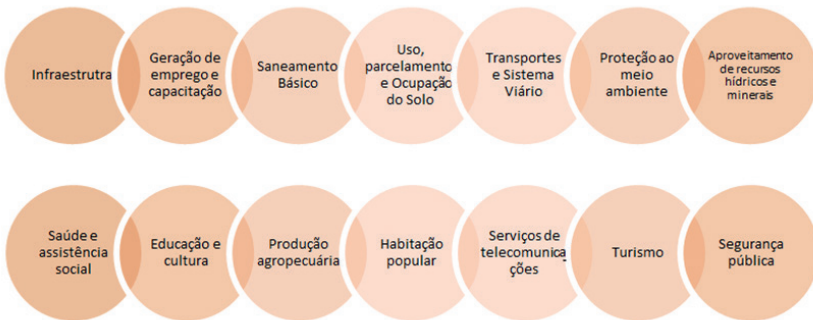 Infraestrutra
Geração de
emprego e
capacitação
Saneamento
Básico
Uso,
parcelamento
e Ocupação
do Solo
Transportes
e Sistema
Viário
Proteção ao
meio
ambiente
Aproveitamento
de recursos
hídricos e
minerais
Saúde e
assistência
social
Educação e
cultura
Produção
agropecuária
Habitação
popular
Serviços de
telecomunica
ções
Turismo
Segurança
pública